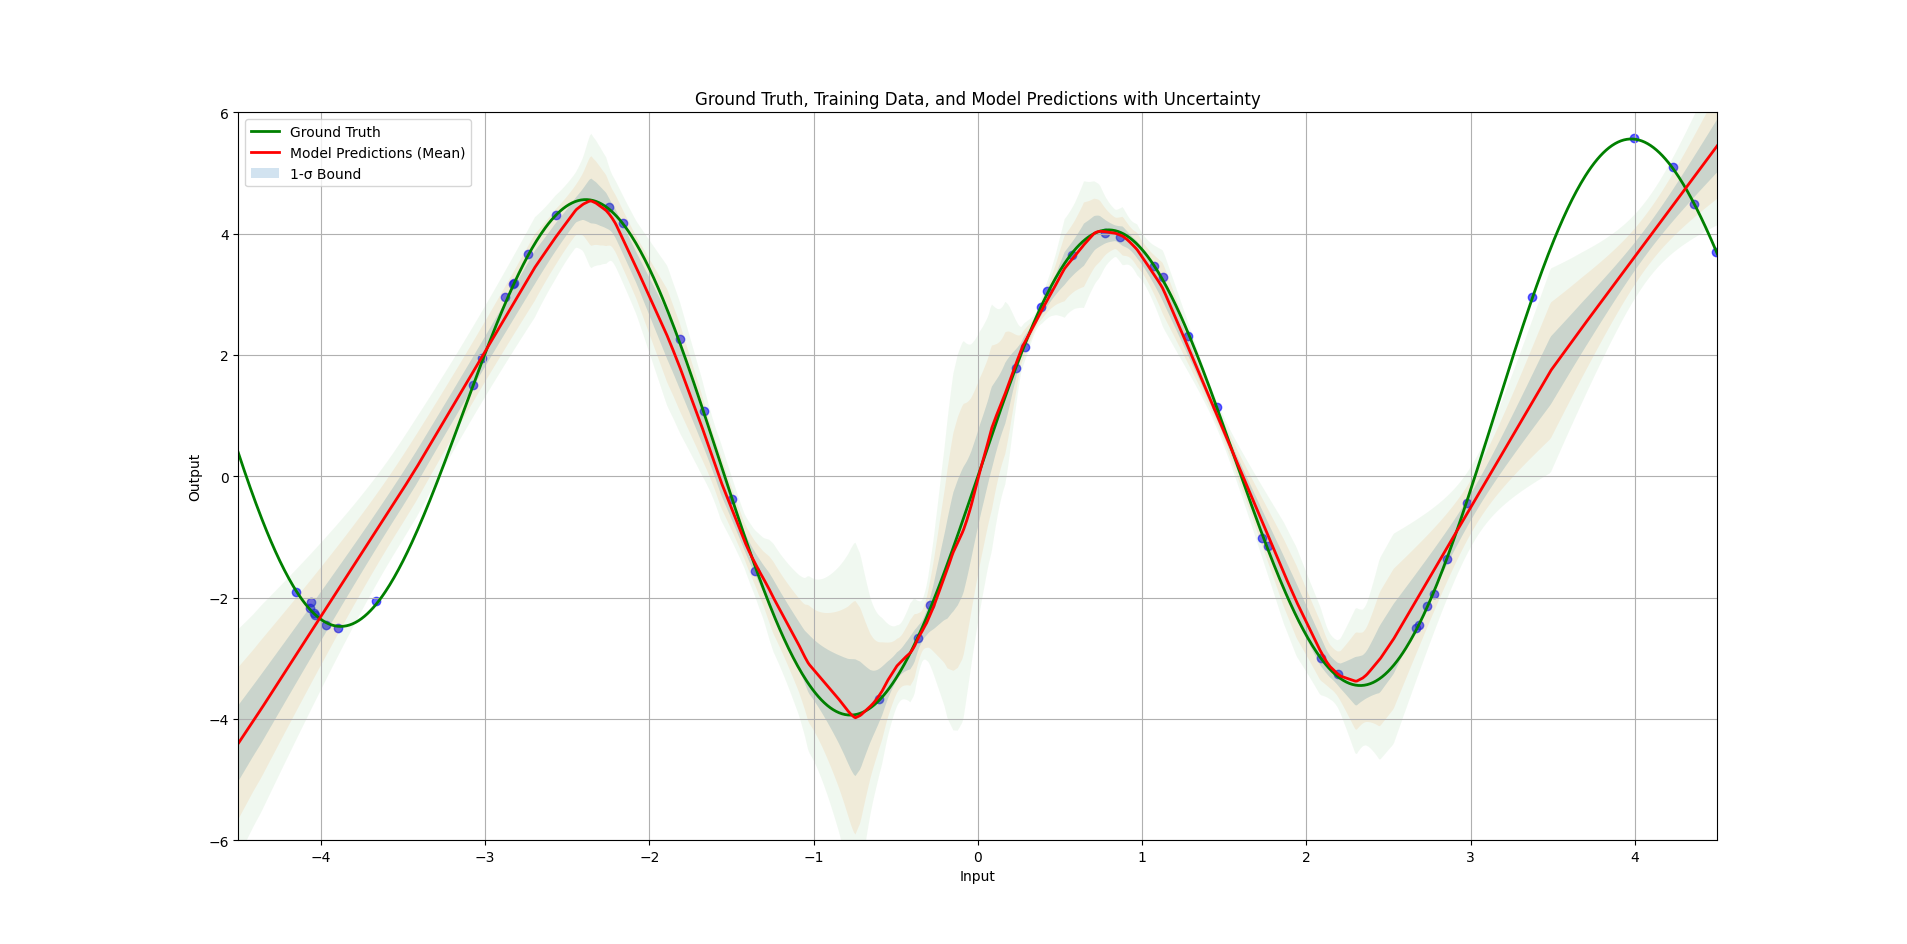 Ground Truth, Training Data, and Model Predictions with Uncertainty
Ground Truth
Model Predictions (Mean)
1-σ Bound
6
4
2
0
−2
−4
−6
Output
−4 −3 −2 −1 0 1 2 3 4
Input